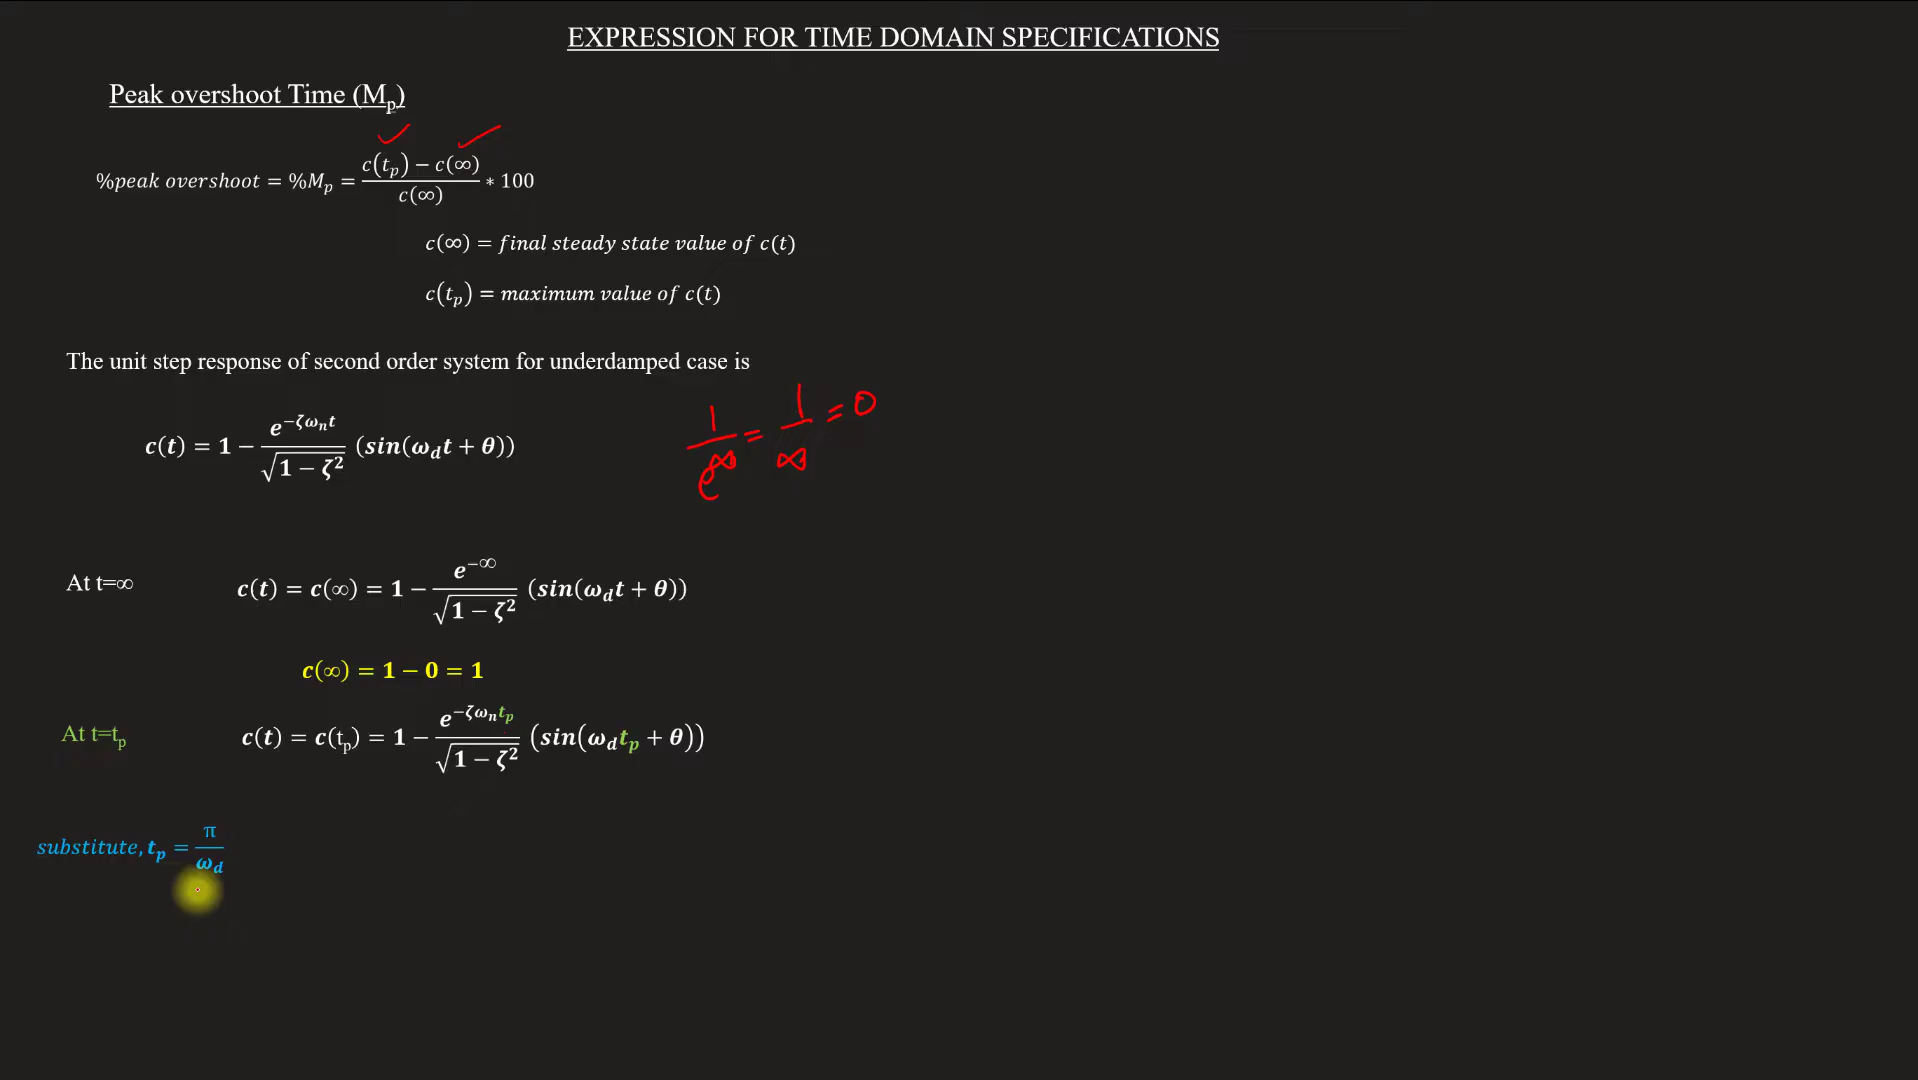 EXPRESSION FOR TIME DOMAIN SPECIFICATIONS
Peak overshoot Time (Mp)
%peak overshoot = %Mp = (c(tp) − c(∞)) / c(∞) ∗ 100
c(∞) = final steady state value of c(t)
c(tp) = maximum value of c(t)
The unit step response of second order system for underdamped case is
c(t) = 1 − e^(−ζωnt) / √(1 − ζ²) (sin(ωdt + θ))
1/e^∞ = 1/∞ = 0
At t=∞ c(t) = c(∞) = 1 − e^(−∞) / √(1 − ζ²) (sin(ωdt + θ))
c(∞) = 1 − 0 = 1
At t=tp c(t) = c(tp) = 1 − e^(−ζωntp) / √(1 − ζ²) (sin(ωdtp + θ))
substitute, tp = π / ωd